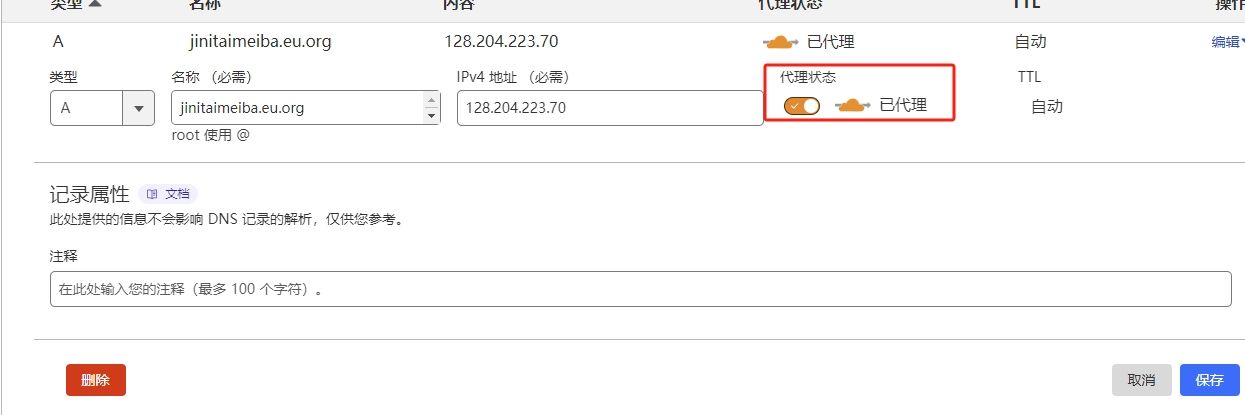 类型 名称 内容 代理状态 TTL 操作
A jinitaimeiba.eu.org 128.204.223.70 已代理 自动 编辑
类型 名称 （必需） IPv4 地址 （必需） 代理状态 TTL
A jinitaimeiba.eu.org 128.204.223.70 已代理 自动
root 使用 @
记录属性 文档
此处提供的信息不会影响 DNS 记录的解析，仅供您参考。
注释
在此处输入您的注释（最多 100 个字符）。
删除 取消 保存